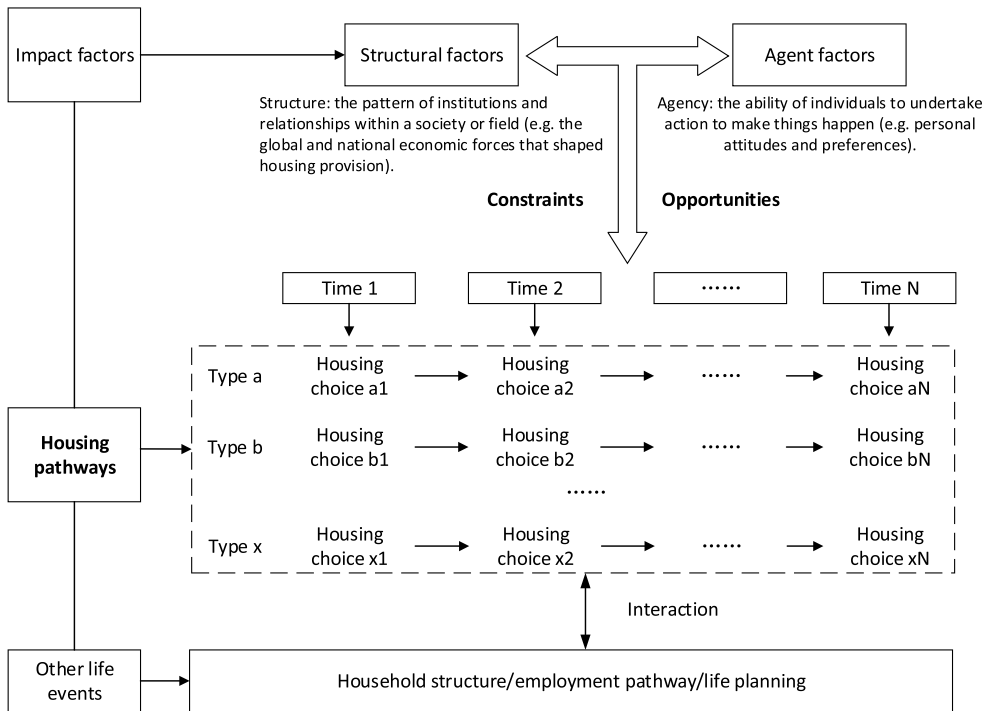 Impact factors
Structural factors
Agent factors
Structure: the pattern of institutions and
relationships within a society or field (e.g. the
global and national economic forces that shaped
housing provision).
Agency: the ability of individuals to undertake
action to make things happen (e.g. personal
attitudes and preferences).
Constraints
Opportunities
Time 1
Time 2
······
Time N
Type a
Housing
choice a1
Housing
choice a2
······
Housing
choice aN
Housing
pathways
Type b
Housing
choice b1
Housing
choice b2
······
Housing
choice bN
······
Type x
Housing
choice x1
Housing
choice x2
······
Housing
choice xN
Interaction
Other life
events
Household structure/employment pathway/life planning